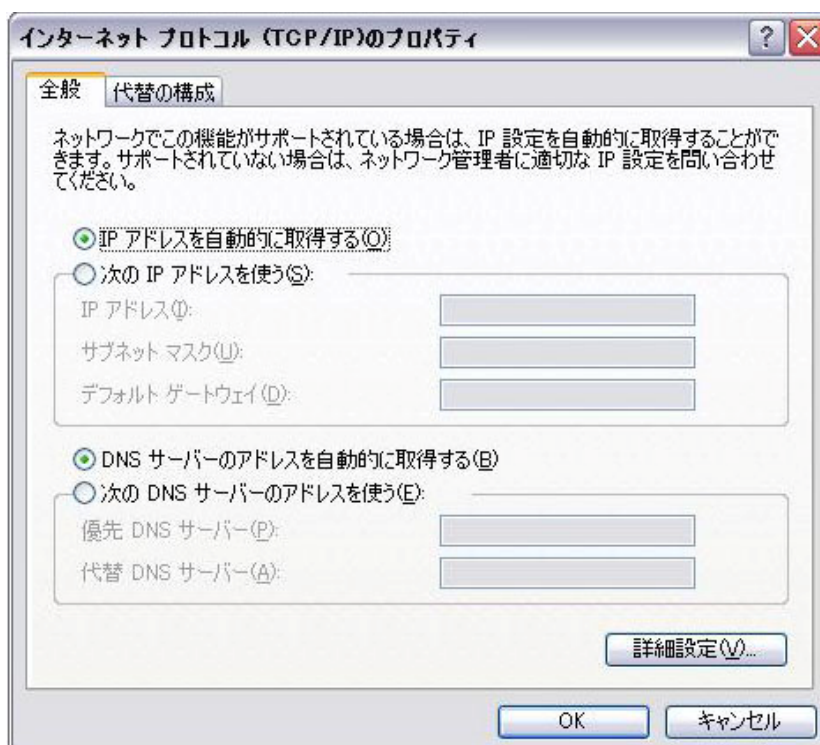 インターネット プロトコル (TCP/IP)のプロパティ
全般
代替の構成
ネットワークでこの機能がサポートされている場合は、IP 設定を自動的に取得することがで
きます。サポートされていない場合は、ネットワーク管理者に適切な IP 設定を問い合わせ
てください。
IP アドレスを自動的に取得する(O)
次の IP アドレスを使う(S):
IP アドレス(I):
サブネット マスク(U):
デフォルト ゲートウェイ(D):
DNS サーバーのアドレスを自動的に取得する(B)
次の DNS サーバーのアドレスを使う(E):
優先 DNS サーバー(P):
代替 DNS サーバー(A):
詳細設定(V)...
OK
キャンセル